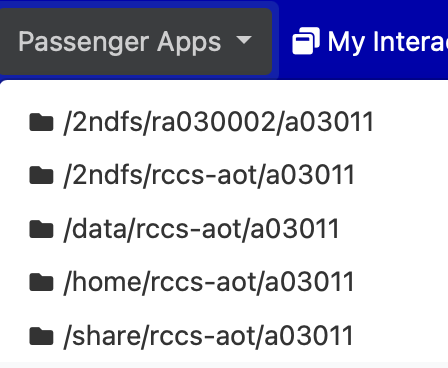 Passenger Apps My Intera
/2ndfs/ra030002/a03011
/2ndfs/rccs-aot/a03011
/data/rccs-aot/a03011
/home/rccs-aot/a03011
/share/rccs-aot/a03011